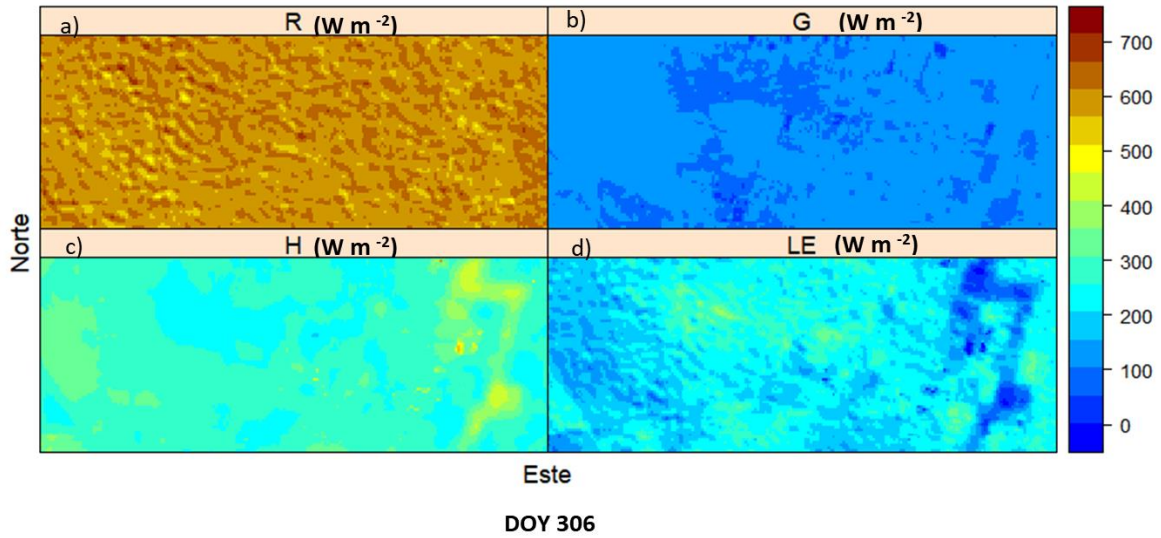 a) R (W m -2)
b) G (W m -2)
c) H (W m -2)
d) LE (W m -2)
Norte
Este
700
600
500
400
300
200
100
0
DOY 306